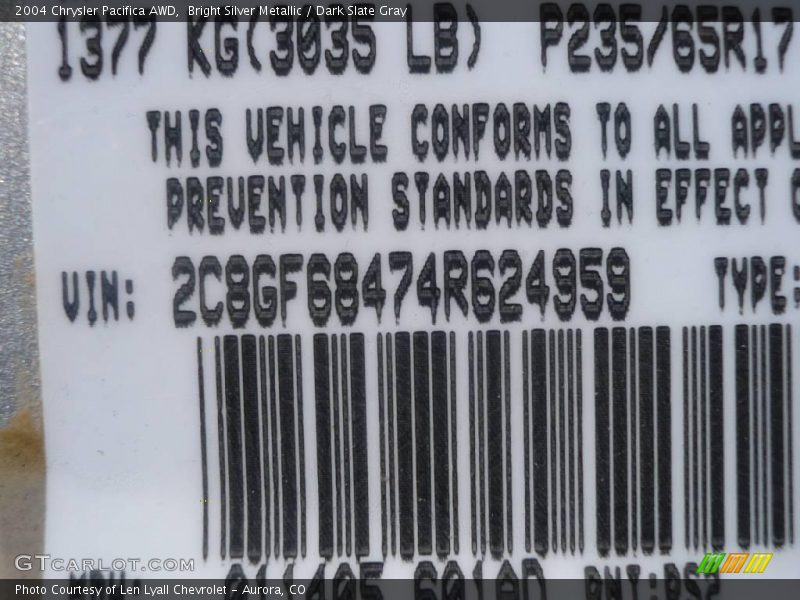 2004 Chrysler Pacifica AWD,  Bright Silver Metallic / Dark Slate Gray
1377 KG(3035 LB) P235/65R17
THIS VEHICLE CONFORMS TO ALL APPL
PREVENTION STANDARDS IN EFFECT
VIN: 2C8GF68474R624959 TYPE:
GTCarLot.com
Photo Courtesy of Len Lyall Chevrolet - Aurora, CO